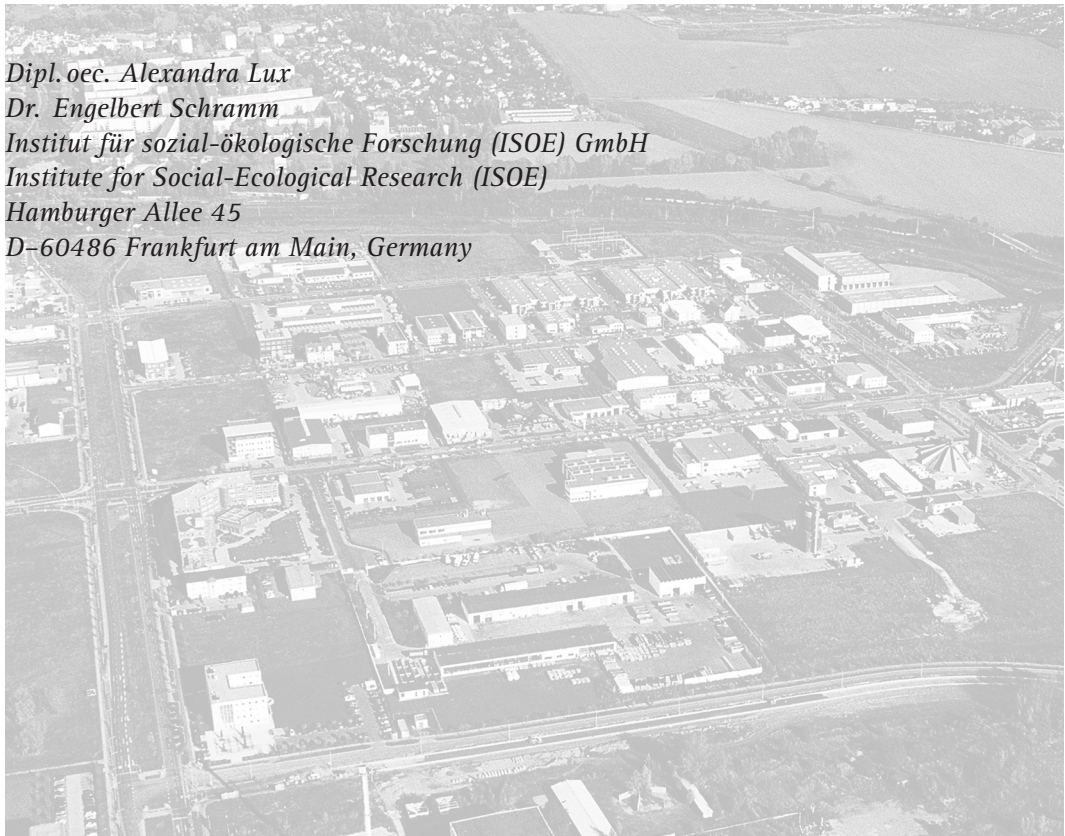 Dipl. oec. Alexandra Lux
Dr. Engelbert Schramm
Institut für sozial-ökologische Forschung (ISOE) GmbH
Institute for Social-Ecological Research (ISOE)
Hamburger Allee 45
D–60486 Frankfurt am Main, Germany